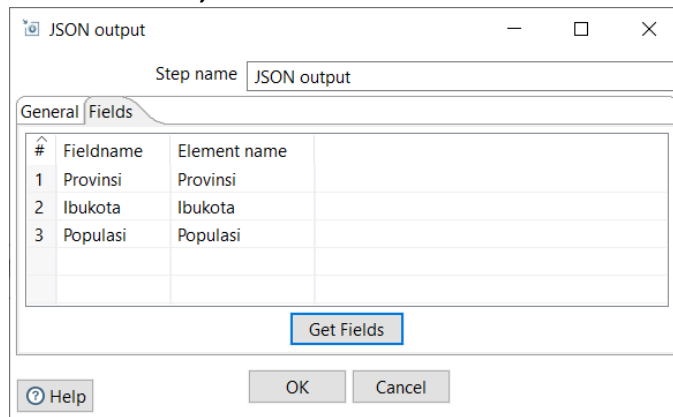 JSON output
Step name JSON output
General Fields
# Fieldname Element name
1 Provinsi Provinsi
2 Ibukota Ibukota
3 Populasi Populasi
Get Fields
Help OK Cancel